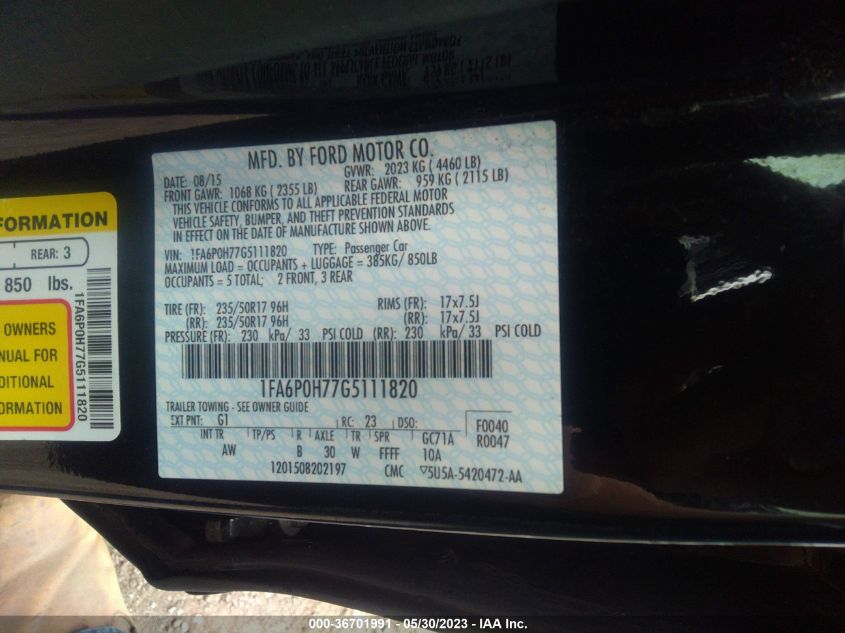 MFD. BY FORD MOTOR CO.
DATE: 08/15
GVWR: 2023 KG ( 4460 LB)
FRONT GAWR: 1068 KG ( 2355 LB)
REAR GAWR: 959 KG ( 2115 LB)
THIS VEHICLE CONFORMS TO ALL APPLICABLE FEDERAL MOTOR
VEHICLE SAFETY, BUMPER, AND THEFT PREVENTION STANDARDS
IN EFFECT ON THE DATE OF MANUFACTURE SHOWN ABOVE.
VIN: 1FA6P0H77G5111820 TYPE: Passenger Car
MAXIMUM LOAD = OCCUPANTS + LUGGAGE = 385KG/ 850LB
OCCUPANTS = 5 TOTAL; 2 FRONT, 3 REAR
TIRE (FR): 235/50R17 96H RIMS (FR): 17x7.5J
(RR): 235/50R17 96H (RR): 17x7.5J
PRESSURE (FR): 230 kPa/ 33 PSI COLD (RR): 230 kPa/ 33 PSI COLD
1FA6P0H77G5111820
TRAILER TOWING - SEE OWNER GUIDE
EXT PNT: G1 RC: 23 DSO: F0040
INT TR TP/PS R AXLE TR SPR GC71A R0047
AW B 30 W FFFF 10A
120150B202197 CMC 5U5A-5420472-AA
FORMATION
REAR: 3
850 lbs.
OWNERS
NUAL FOR
DITIONAL
FORMATION
1FA6P0H77G5111820
000-36701991 - 05/30/2023 - IAA Inc.